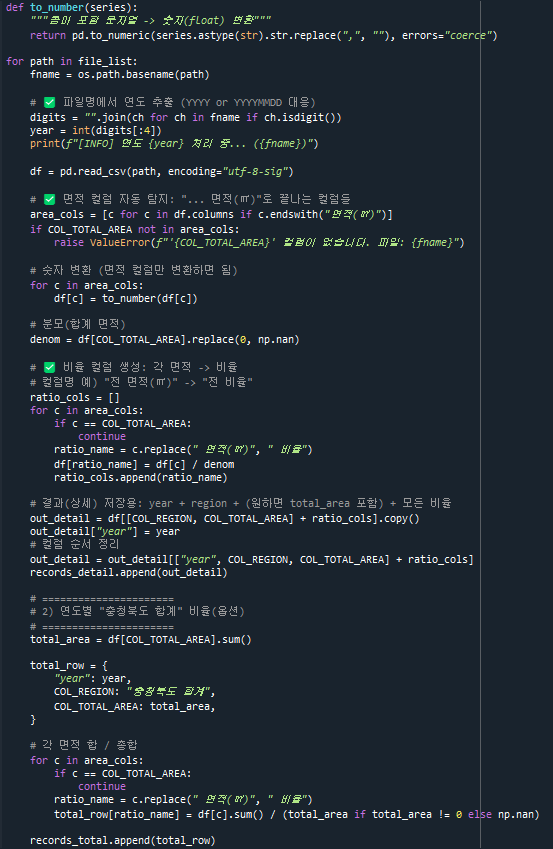 def to_number(series):
    """콤마 포함 문자열 -> 숫자(float) 변환"""
    return pd.to_numeric(series.astype(str).str.replace(",", ""), errors="coerce")

for path in file_list:
    fname = os.path.basename(path)

    # ✅ 파일명에서 연도 추출 (YYYY or YYYYMMDD 대응)
    digits = "".join(ch for ch in fname if ch.isdigit())
    year = int(digits[:4])
    print(f"[INFO] 연도 {year} 처리 중... ({fname})")

    df = pd.read_csv(path, encoding="utf-8-sig")

    # ✅ 면적 컬럼 자동 탐지: "... 면적(㎡)"로 끝나는 컬럼들
    area_cols = [c for c in df.columns if c.endswith("면적(㎡)")]
    if COL_TOTAL_AREA not in area_cols:
        raise ValueError(f"'{COL_TOTAL_AREA}' 컬럼이 없습니다. 파일: {fname}")

    # 숫자 변환 (면적 컬럼만 변환하면 됨)
    for c in area_cols:
        df[c] = to_number(df[c])

    # 분모(합계 면적)
    denom = df[COL_TOTAL_AREA].replace(0, np.nan)

    # ✅ 비율 컬럼 생성: 각 면적 -> 비율
    # 컬럼명 예) "전 면적(㎡)" -> "전 비율"
    ratio_cols = []
    for c in area_cols:
        if c == COL_TOTAL_AREA:
            continue
        ratio_name = c.replace(" 면적(㎡)", " 비율")
        df[ratio_name] = df[c] / denom
        ratio_cols.append(ratio_name)

    # 결과(상세) 저장용: year + region + (원하면 total_area 포함) + 모든 비율
    out_detail = df[[COL_REGION, COL_TOTAL_AREA] + ratio_cols].copy()
    out_detail["year"] = year
    # 컬럼 순서 정리
    out_detail = out_detail[["year", COL_REGION, COL_TOTAL_AREA] + ratio_cols]
    records_detail.append(out_detail)

    # ======================
    # 2) 연도별 "충청북도 합계" 비율(옵션)
    # ======================
    total_area = df[COL_TOTAL_AREA].sum()

    total_row = {
        "year": year,
        COL_REGION: "충청북도 합계",
        COL_TOTAL_AREA: total_area,
    }

    # 각 면적 합 / 총합
    for c in area_cols:
        if c == COL_TOTAL_AREA:
            continue
        ratio_name = c.replace(" 면적(㎡)", " 비율")
        total_row[ratio_name] = df[c].sum() / (total_area if total_area != 0 else np.nan)

    records_total.append(total_row)